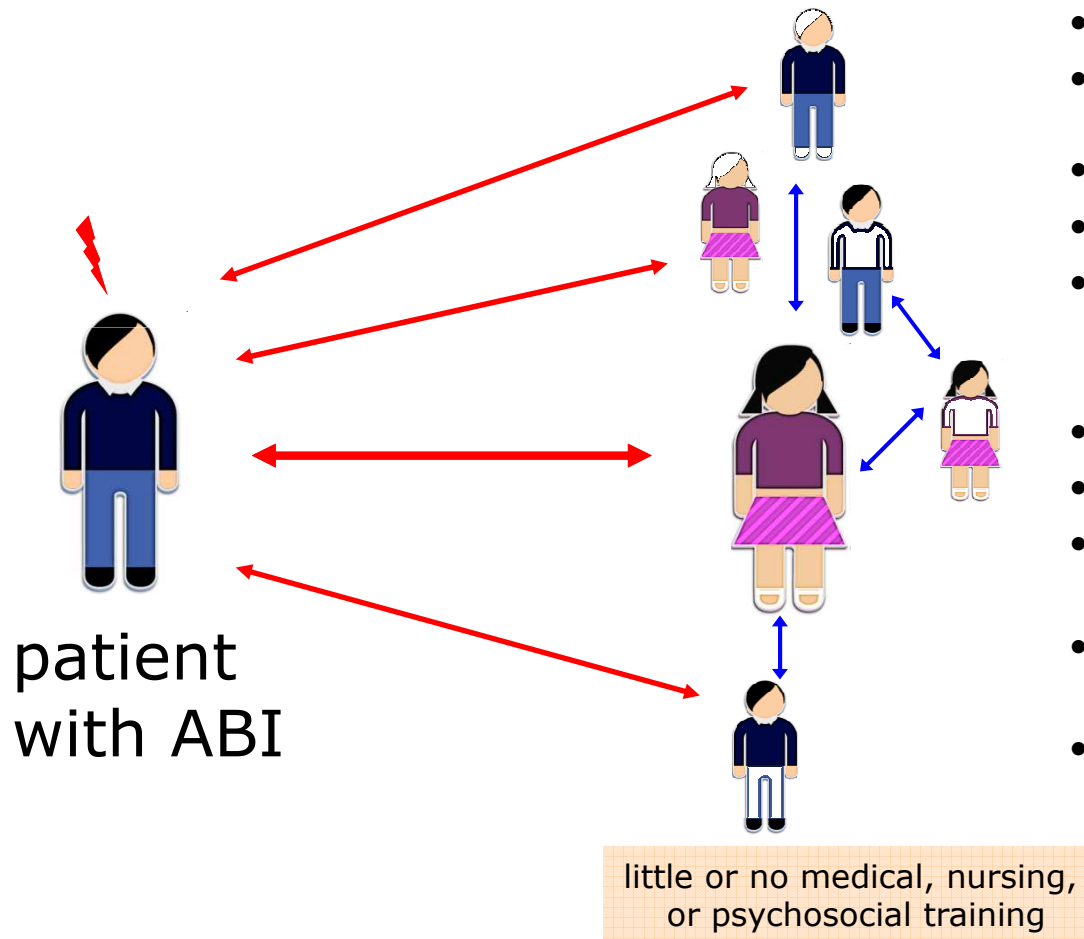 patient
with ABI
little or no medical, nursing,
or psychosocial training